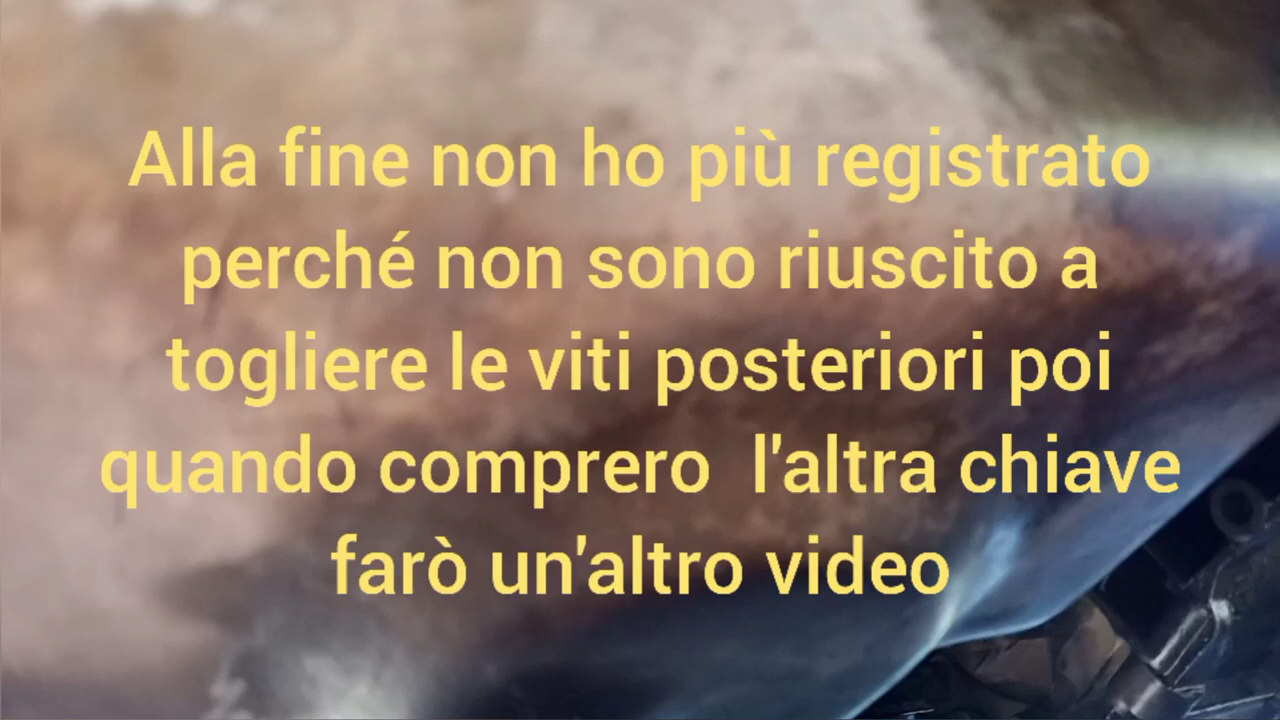 Alla fine non ho più registrato
perché non sono riuscito a
togliere le viti posteriori poi
quando comprero  l'altra chiave
farò un'altro video